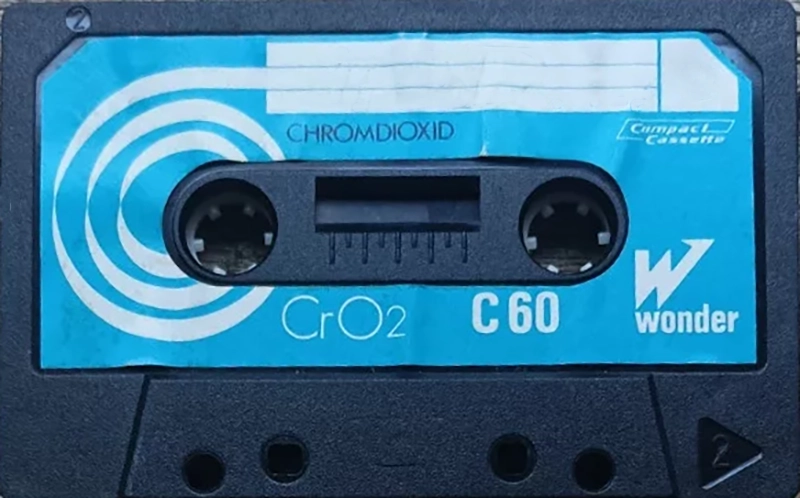 2
CHROMDIOXID
Compact
Cassette
CrO2
C 60
wonder
2